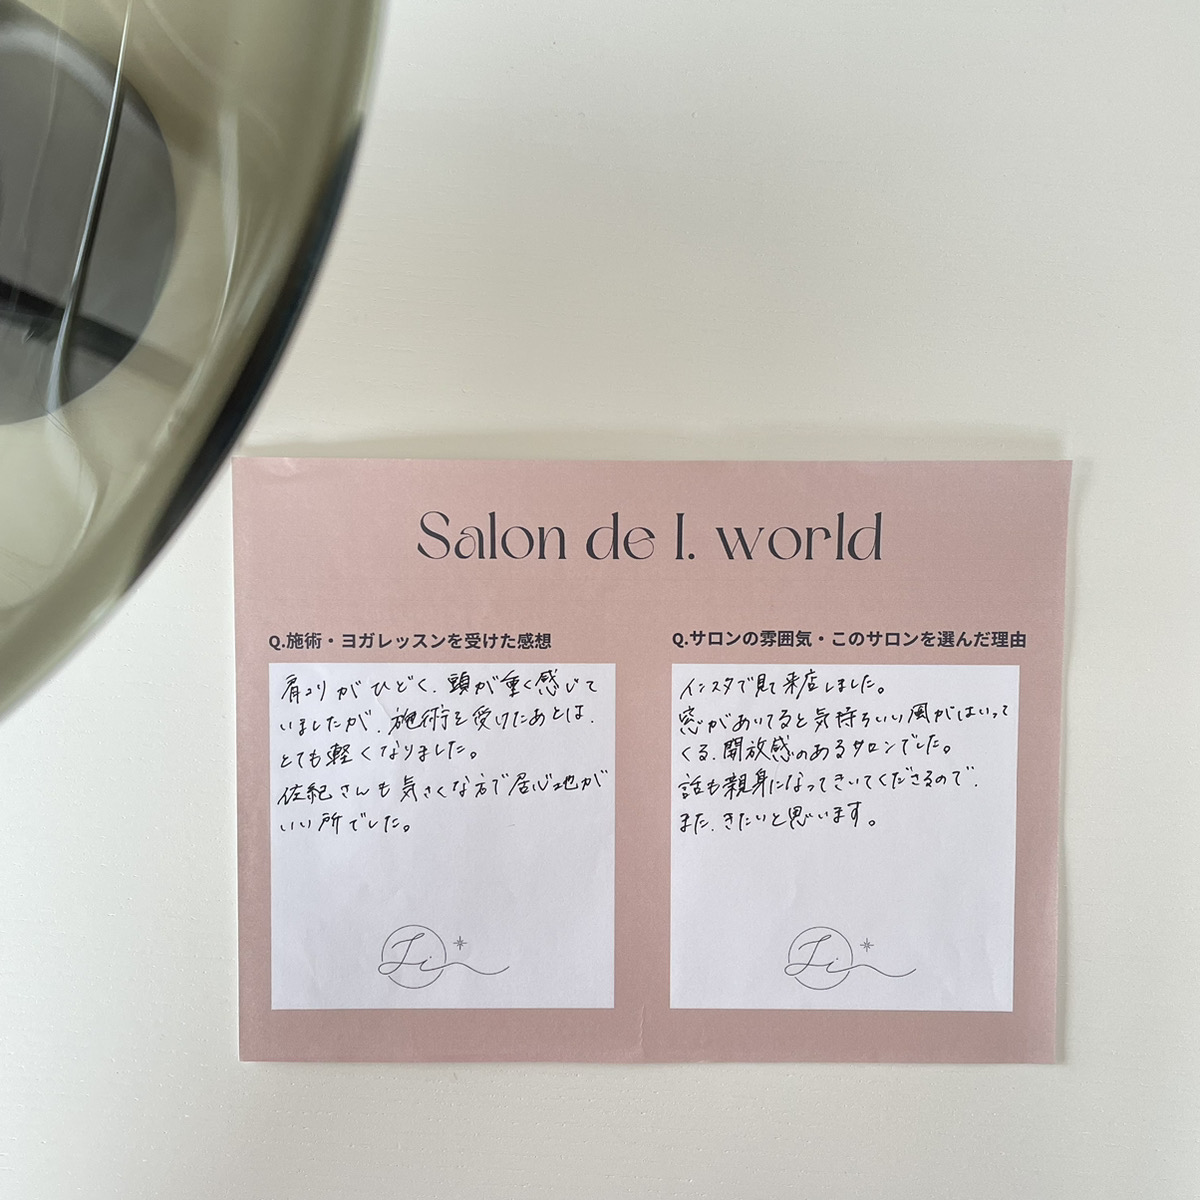 Salon de I. world
Q.施術・ヨガレッスンを受けた感想
肩コリがひどく、頭が重く感じて
いましたが、施術を受けたあとは、
とても軽くなりました。
佐紀さんも気さくな方で居心地が
いい所でした。
Li
Q.サロンの雰囲気・このサロンを選んだ理由
インスタで見て来店しました。
窓があいてると気持ちいい風がはいって
くる、開放感のあるサロンでした。
話も親身になってきいてくださるので、
また、きたいと思います。
Li